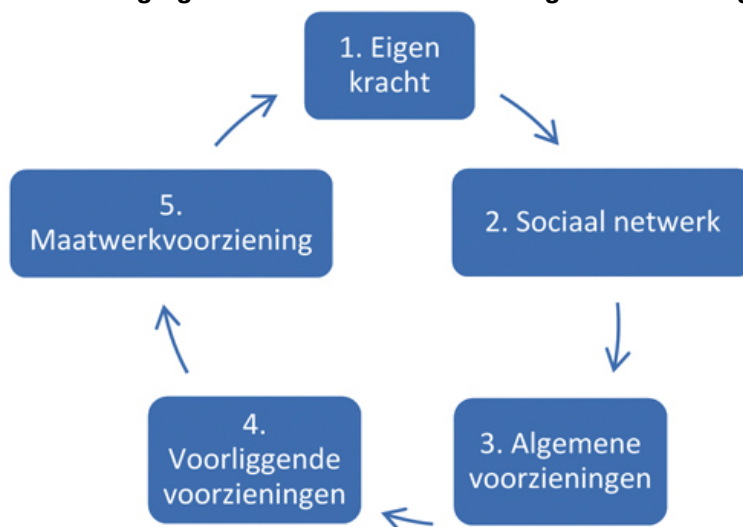 1. Eigen
kracht
2. Sociaal netwerk
3. Algemene
voorzieningen
4.
Voorliggende
voorzieningen
5.
Maatwerkvoorziening